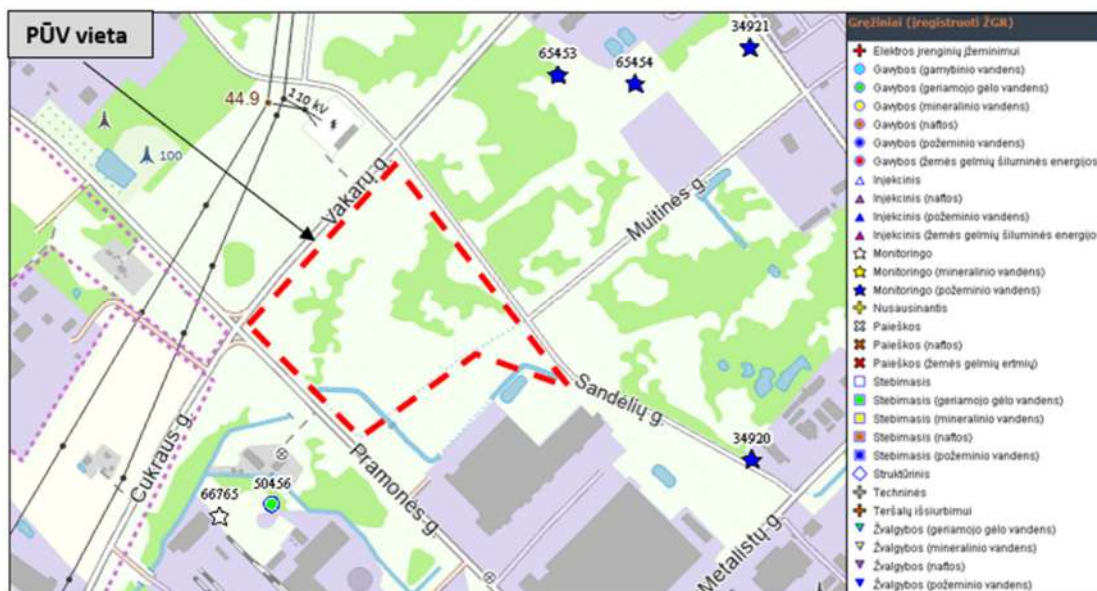 PŪV vieta
34921
65453
65454
44.9
110 kV
100
Vakarų g.
Muitinės g.
Sandėlių g.
34920
Cukraus g.
Pramonės g.
50456
66765
Metalistų g.
Gręžiniai (įregistruoti ŽGR)
Elektros įrenginių įžeminimui
Gavybos (gamybinio vandens)
Gavybos (geriamojo gėlo vandens)
Gavybos (mineralinio vandens)
Gavybos (naftos)
Gavybos (požeminio vandens)
Gavybos (žemės gelmių šiluminės energijos
Injekcinis
Injekcinis (naftos)
Injekcinis (požeminio vandens)
Injekcinis (žemės gelmių šiluminės energijo
Monitoringo
Monitoringo (mineralinio vandens)
Monitoringo (požeminio vandens)
Nusausinantis
Paieškos
Paieškos (naftos)
Paieškos (žemės gelmių ertmių)
Stebimasis
Stebimasis (geriamojo gėlo vandens)
Stebimasis (mineralinio vandens)
Stebimasis (naftos)
Stebimasis (požeminio vandens)
Struktūrinis
Techninės
Teršalų išsiurbimui
Žvalgybos (geriamojo gėlo vandens)
Žvalgybos (mineralinio vandens)
Žvalgybos (naftos)
Žvalgybos (požeminio vandens)